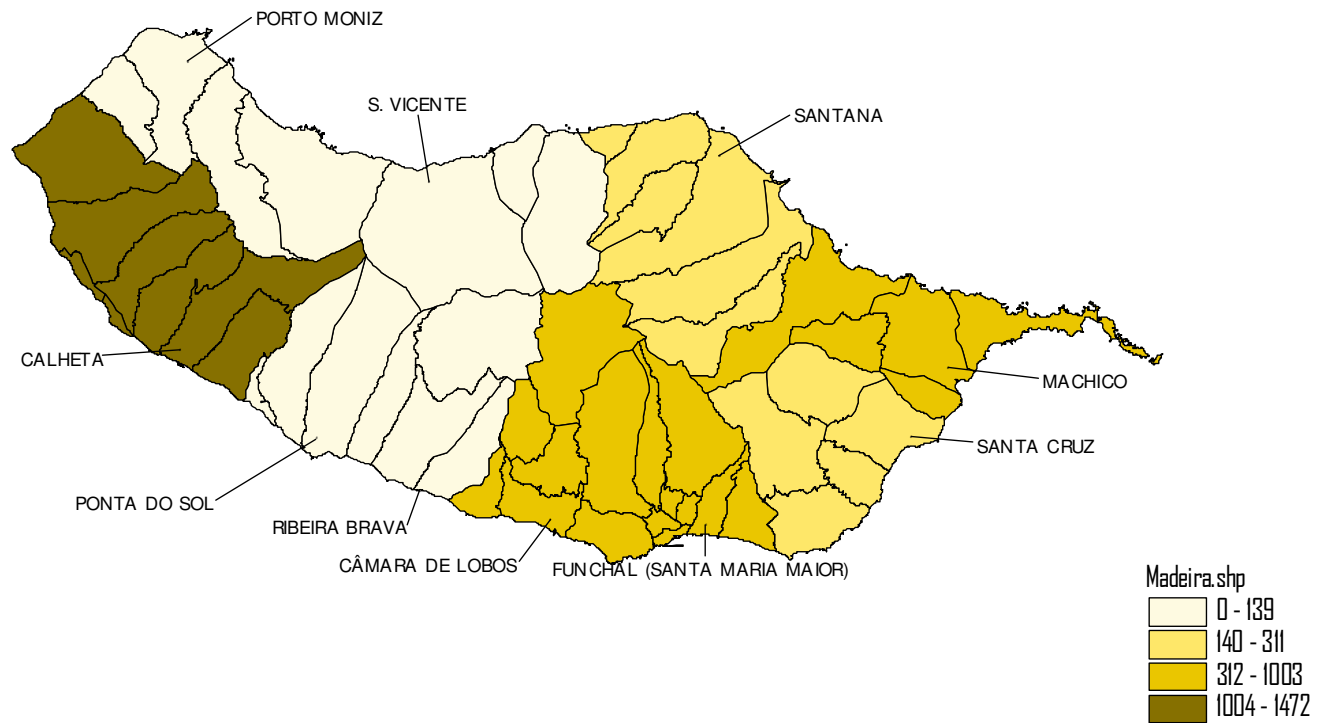 PORTO MONIZ
S. VICENTE
SANTANA
CALHETA
MACHICO
SANTA CRUZ
PONTA DO SOL
RIBEIRA BRAVA
CÂMARA DE LOBOS
FUNCHAL (SANTA MARIA MAIOR)
Madeira.shp
0 - 139
140 - 311
312 - 1003
1004 - 1472